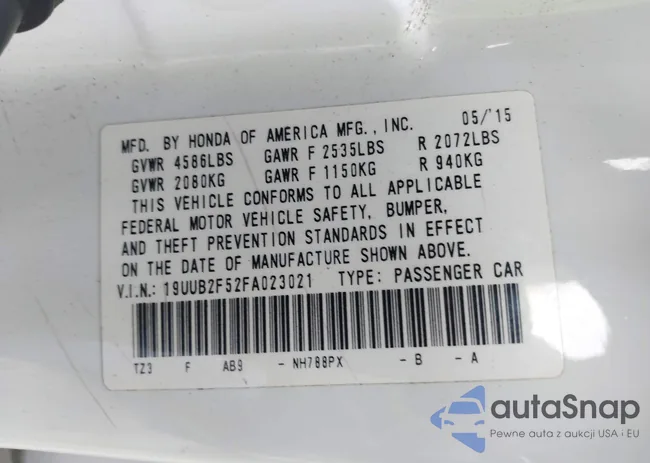 MFD. BY HONDA OF AMERICA MFG., INC. 05/'15
GVWR 4586LBS GAWR F 2535LBS R 2072LBS
GVWR 2080KG GAWR F 1150KG R 940KG
THIS VEHICLE CONFORMS TO ALL APPLICABLE
FEDERAL MOTOR VEHICLE SAFETY, BUMPER,
AND THEFT PREVENTION STANDARDS IN EFFECT
ON THE DATE OF MANUFACTURE SHOWN ABOVE.
V.I.N.: 19UUB2F52FA023021 TYPE: PASSENGER CAR
TZ3 F AB9 - NH788PX - B - A
autaSnap
Pewne auta z aukcji USA i EU